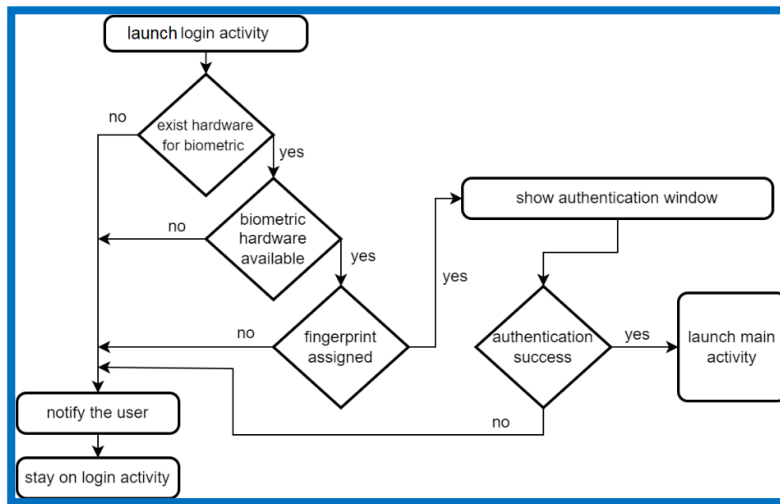 launch login activity
no
exist hardware
for biometric
yes
show authentication window
no
biometric
hardware
available
yes
yes
no
fingerprint
assigned
authentication
success
yes
launch main
activity
notify the user
no
stay on login activity